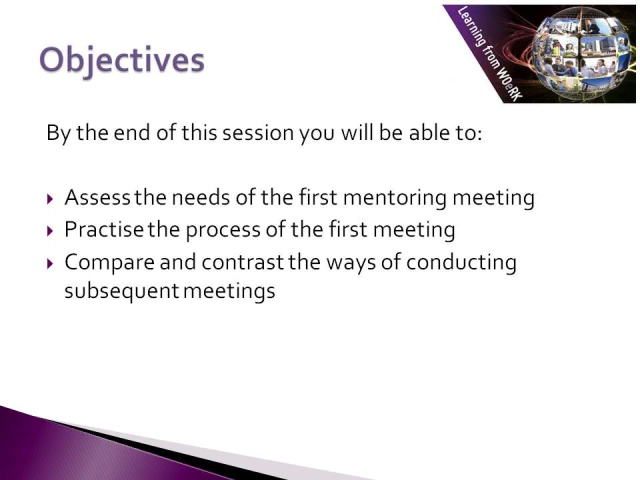 Learning from WOeRK
Objectives
By the end of this session you will be able to:
Assess the needs of the first mentoring meeting
Practise the process of the first meeting
Compare and contrast the ways of conducting
subsequent meetings